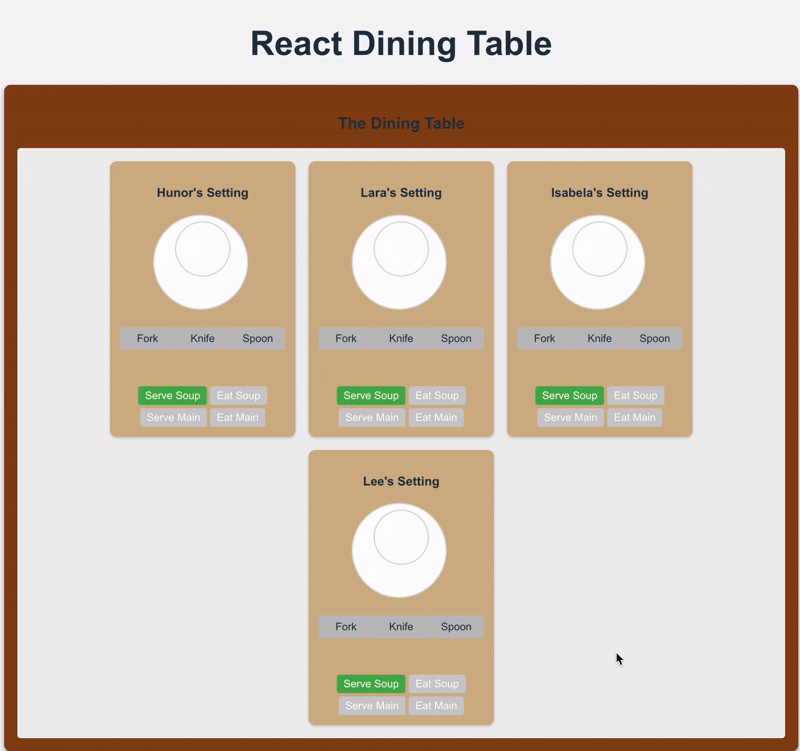 React Dining Table
The Dining Table
Hunor's Setting
Fork Knife Spoon
Serve Soup Eat Soup
Serve Main Eat Main
Lara's Setting
Fork Knife Spoon
Serve Soup Eat Soup
Serve Main Eat Main
Isabela's Setting
Fork Knife Spoon
Serve Soup Eat Soup
Serve Main Eat Main
Lee's Setting
Fork Knife Spoon
Serve Soup Eat Soup
Serve Main Eat Main